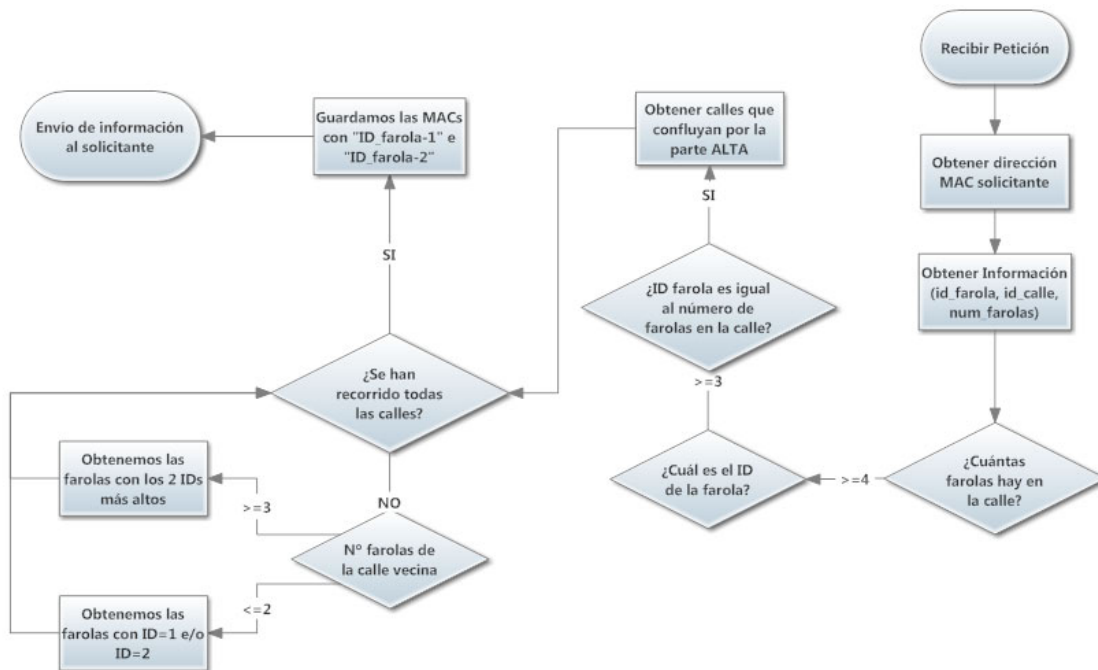 Recibir Petición
Obtener dirección
MAC solicitante
Obtener Información
(id_farola, id_calle,
num_farolas)
¿Cuántas
farolas hay en
la calle?
>=4
¿Cuál es el ID
de la farola?
>=3
¿ID farola es igual
al número de
farolas en la calle?
SI
Obtener calles que
confluyan por la
parte ALTA
¿Se han
recorrido todas
las calles?
SI
Guardamos las MACs
con "ID_farola-1" e
"ID_farola-2"
Envío de información
al solicitante
NO
Nº farolas de
la calle vecina
>=3
Obtenemos las
farolas con los 2 IDs
más altos
<=2
Obtenemos las
farolas con ID=1 e/o
ID=2